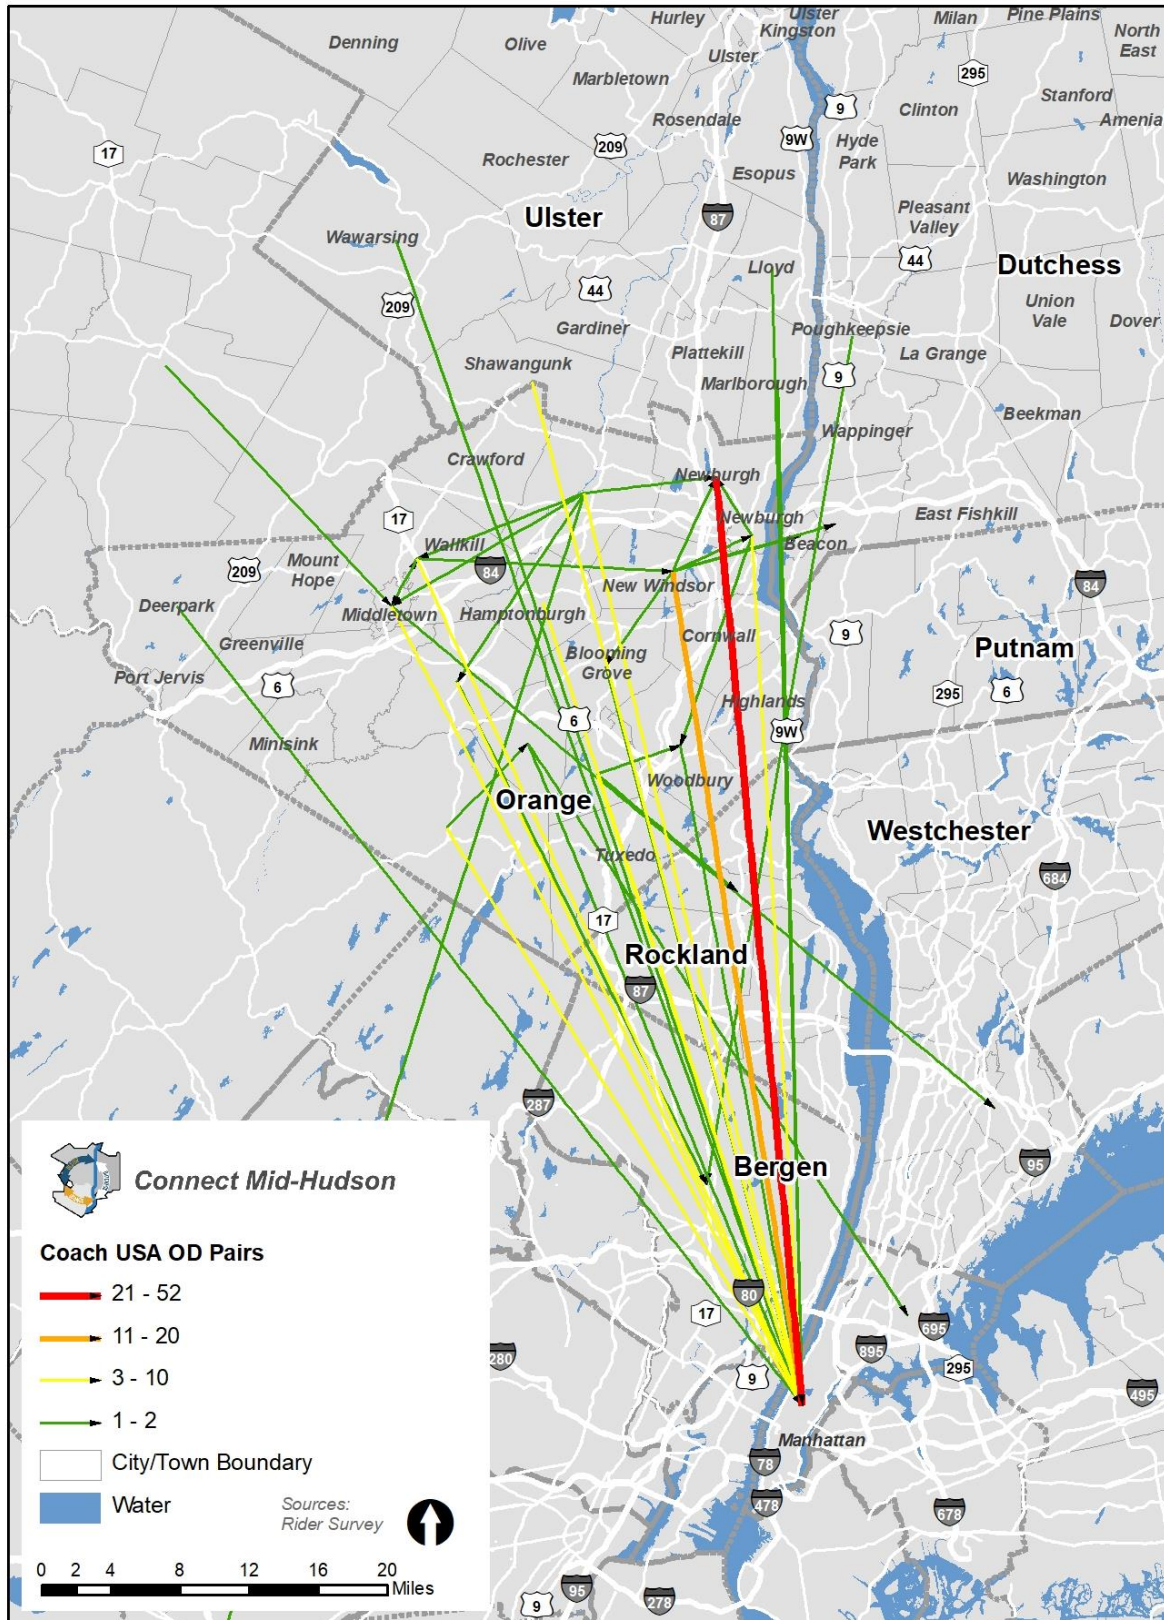 Hurley
Ulster
Kingston
Milan
Pine Plains
North
East
Denning
Olive
Ulster
Marbletown
295
Stanford
Rosendale
9
Clinton
Amenia
17
209
9W
Hyde
Park
Rochester
Esopus
Washington
Ulster
87
Pleasant
Valley
Wawarsing
Lloyd
44
Dutchess
209
44
Union
Vale
Dover
Gardiner
Poughkeepsie
Plattekill
La Grange
Shawangunk
Marlborough
9
Beekman
Wappinger
Crawford
Newburgh
17
Newburgh
East Fishkill
Wallkill
Beacon
Mount
Hope
209
84
New Windsor
84
Deerpark
Middletown
Hamptonburgh
Greenville
Cornwall
9
Blooming
Grove
Putnam
Port Jervis
6
295
6
Highlands
Minisink
6
9W
Woodbury
Orange
Westchester
Tuxedo
684
17
Rockland
87
287
95
Bergen
80
17
695
280
9
895
295
495
Manhattan
78
478
678
95
278
9
Connect Mid-Hudson
Coach USA OD Pairs
21 - 52
11 - 20
3 - 10
1 - 2
City/Town Boundary
Water
Sources:
Rider Survey
0 2 4 8 12 16 20
Miles